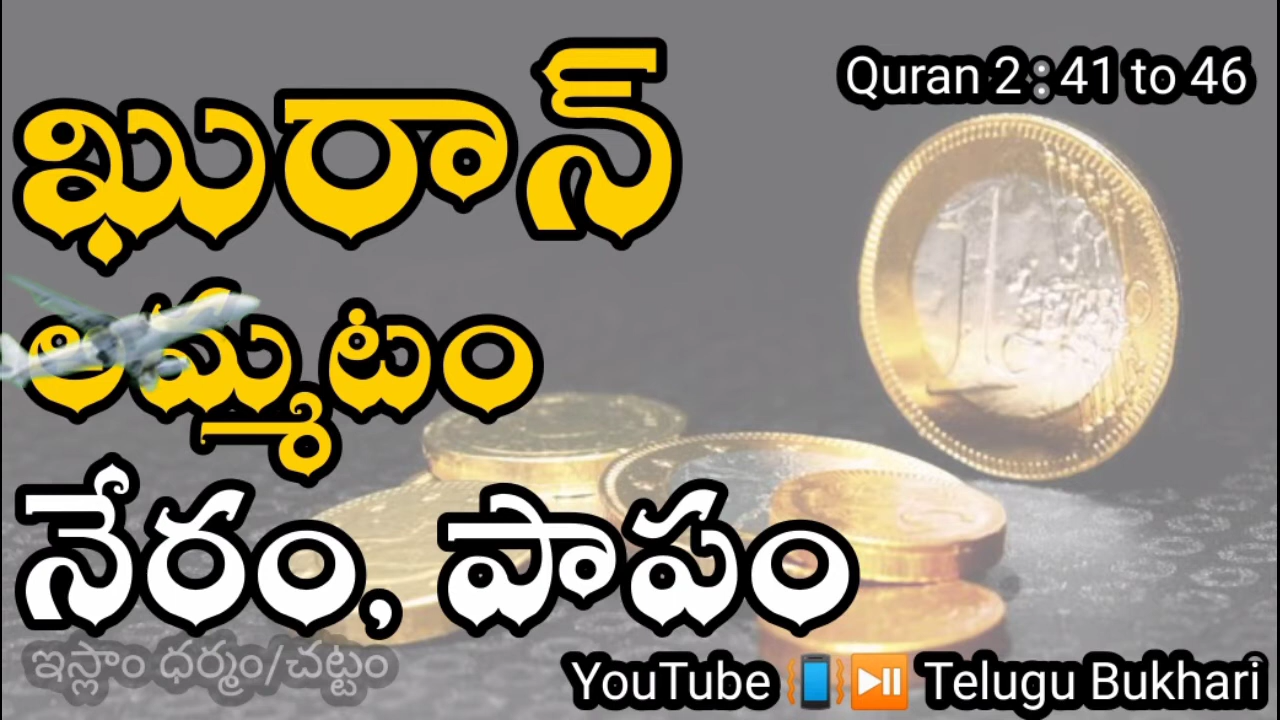 Quran 2:41 to 46
ఖురాన్
అమ్మటం
నేరం, పాపం
ఇస్లాం ధర్మం/చట్టం
YouTube Telugu Bukhari